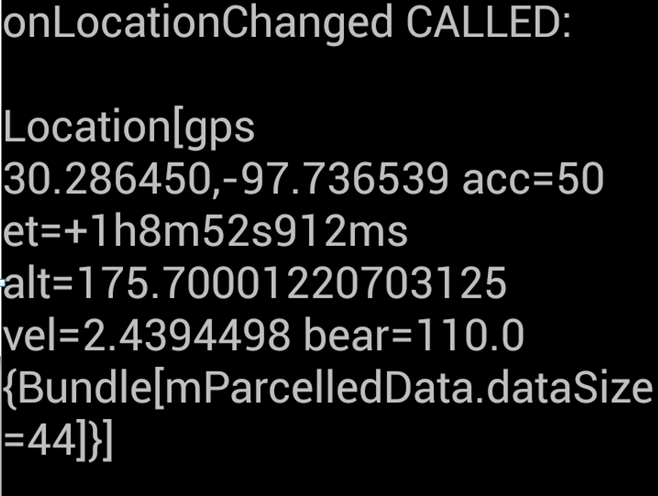 onLocationChanged CALLED:
Location[gps
30.286450,-97.736539 acc=50
et=+1h8m52s912ms
alt=175.70001220703125
vel=2.4394498 bear=110.0
{Bundle[mParcelledData.dataSize
=44]}]